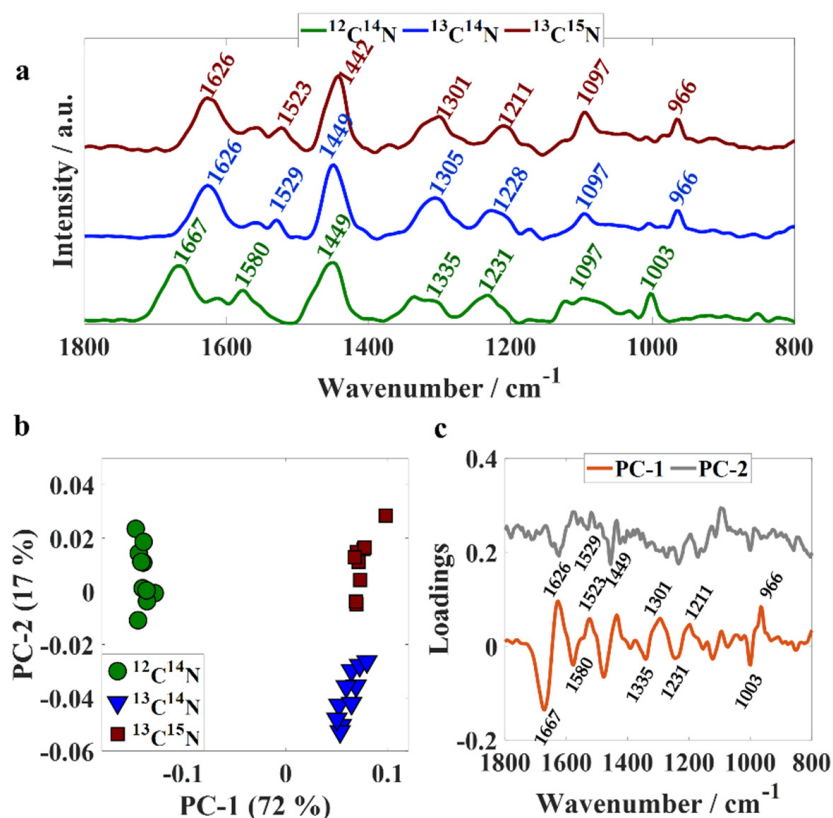 ¹²C¹⁴N ¹³C¹⁴N ¹³C¹⁵N
a
1626 1523 1442 1301 1211 1097 966
1626 1529 1449 1305 1228 1097 966
1667 1580 1449 1335 1231 1097 1003
Intensity / a.u.
1800 1600 1400 1200 1000 800
Wavenumber / cm⁻¹
b
PC-2 (17 %)
0.04
0.02
0
-0.02
-0.04
-0.06
¹²C¹⁴N
¹³C¹⁴N
¹³C¹⁵N
-0.1 0 0.1
PC-1 (72 %)
c
PC-1 PC-2
Loadings
0.4
0.2
0
-0.2
1626 1529 1523 1449 1301 1211 966
1667 1580 1335 1231 1003
1800 1600 1400 1200 1000 800
Wavenumber / cm⁻¹